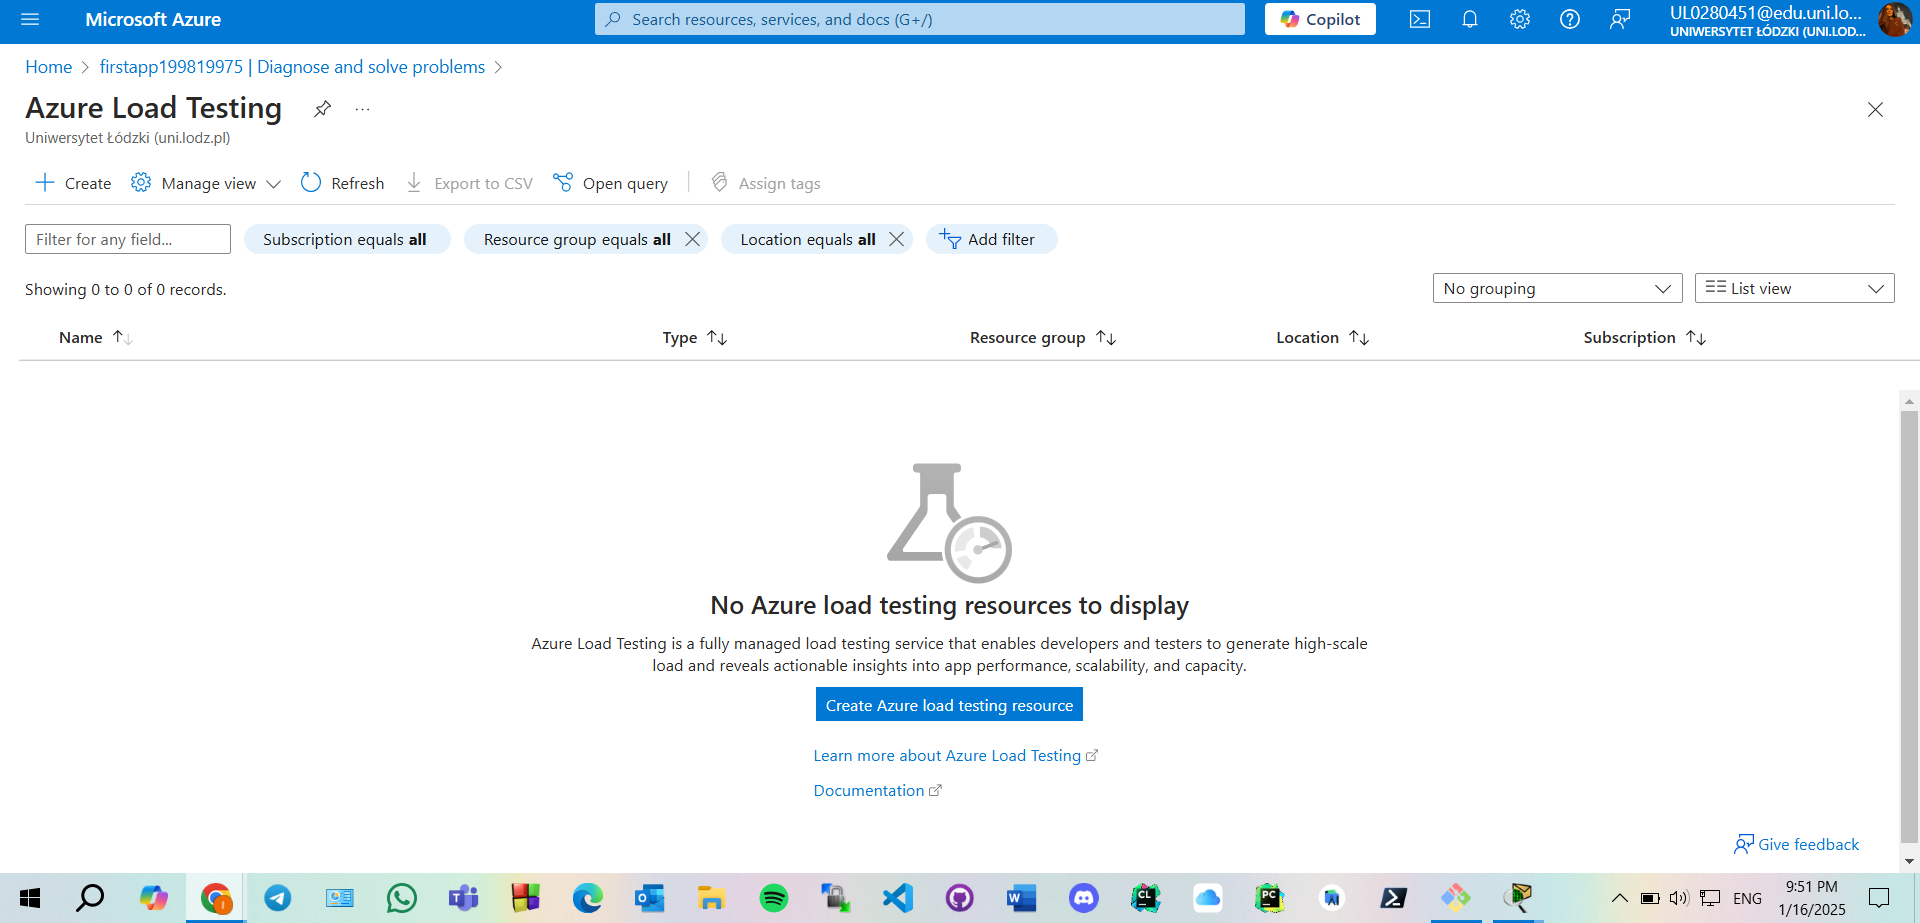 Microsoft Azure
Search resources, services, and docs (G+/)
Copilot
UL0280451@edu.uni.lo...
UNIWERSYTET ŁÓDZKI (UNI.LOD...
Home > firstapp199819975 | Diagnose and solve problems >
Azure Load Testing
...
Uniwersytet Łódzki (uni.lodz.pl)
Create Manage view Refresh Export to CSV Open query Assign tags
Filter for any field... Subscription equals all Resource group equals all Location equals all Add filter
Showing 0 to 0 of 0 records.
No grouping
List view
Name Type Resource group Location Subscription
No Azure load testing resources to display
Azure Load Testing is a fully managed load testing service that enables developers and testers to generate high-scale
load and reveals actionable insights into app performance, scalability, and capacity.
Create Azure load testing resource
Learn more about Azure Load Testing
Documentation
Give feedback
CL
PC
ENG
9:51 PM
1/16/2025